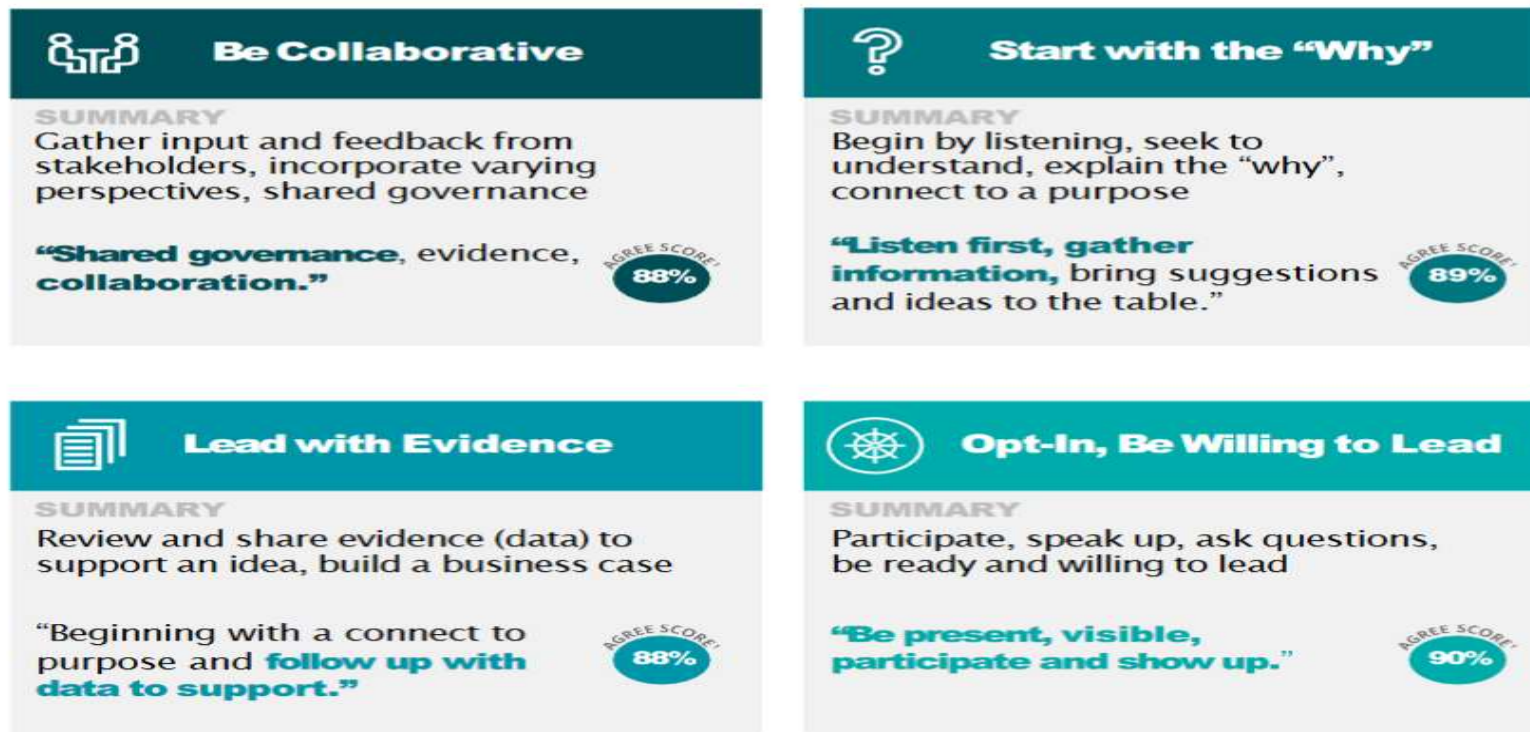 Be Collaborative
SUMMARY
Gather input and feedback from
stakeholders, incorporate varying
perspectives, shared governance
“Shared governance, evidence,
collaboration.”
AGREE SCORE¹
88%
Start with the “Why”
SUMMARY
Begin by listening, seek to
understand, explain the “why”,
connect to a purpose
“Listen first, gather
information, bring suggestions
and ideas to the table.”
AGREE SCORE¹
89%
Lead with Evidence
SUMMARY
Review and share evidence (data) to
support an idea, build a business case
“Beginning with a connect to
purpose and follow up with
data to support.”
AGREE SCORE¹
88%
Opt-In, Be Willing to Lead
SUMMARY
Participate, speak up, ask questions,
be ready and willing to lead
“Be present, visible,
participate and show up.”
AGREE SCORE¹
90%